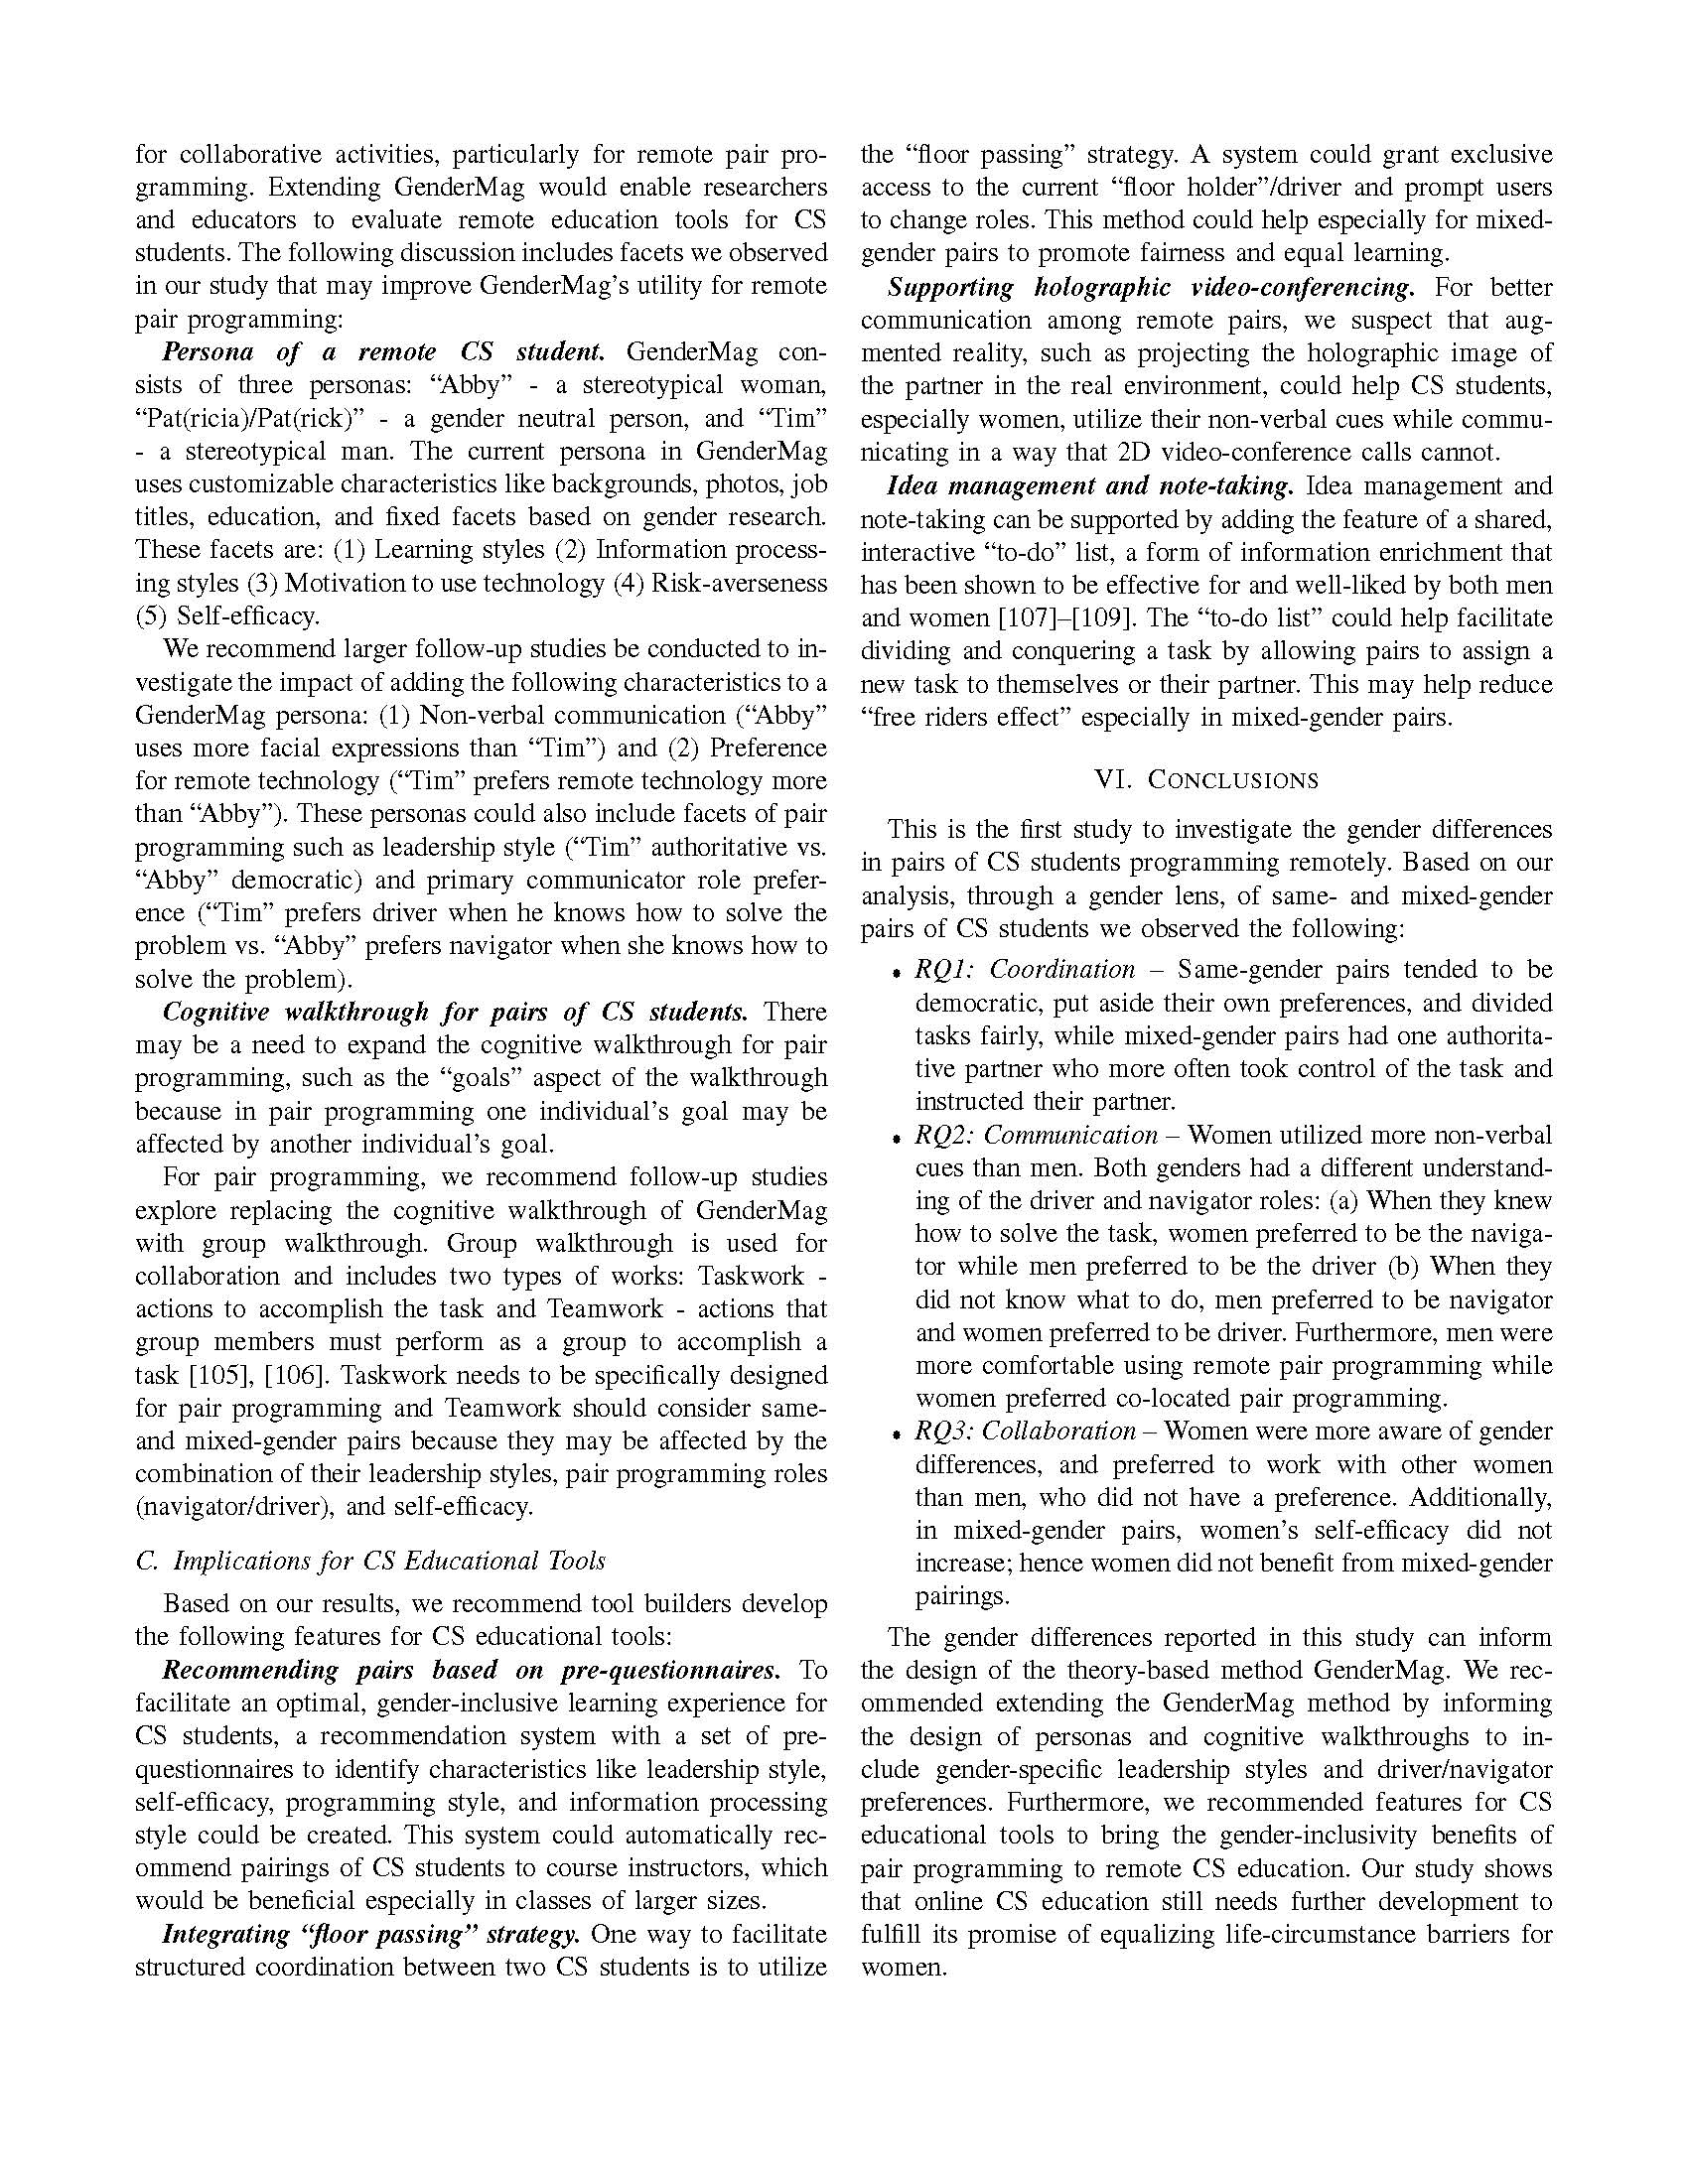 for collaborative activities, particularly for remote pair pro-
gramming. Extending GenderMag would enable researchers
and educators to evaluate remote education tools for CS
students. The following discussion includes facets we observed
in our study that may improve GenderMag's utility for remote
pair programming:
Persona of a remote CS student. GenderMag con-
sists of three personas: “Abby” - a stereotypical woman,
“Pat(ricia)/Pat(rick)” - a gender neutral person, and “Tim”
- a stereotypical man. The current persona in GenderMag
uses customizable characteristics like backgrounds, photos, job
titles, education, and fixed facets based on gender research.
These facets are: (1) Learning styles (2) Information process-
ing styles (3) Motivation to use technology (4) Risk-averseness
(5) Self-efficacy.
We recommend larger follow-up studies be conducted to in-
vestigate the impact of adding the following characteristics to a
GenderMag persona: (1) Non-verbal communication (“Abby”
uses more facial expressions than “Tim”) and (2) Preference
for remote technology (“Tim” prefers remote technology more
than “Abby”). These personas could also include facets of pair
programming such as leadership style (“Tim” authoritative vs.
“Abby” democratic) and primary communicator role prefer-
ence (“Tim” prefers driver when he knows how to solve the
problem vs. “Abby” prefers navigator when she knows how to
solve the problem).
Cognitive walkthrough for pairs of CS students. There
may be a need to expand the cognitive walkthrough for pair
programming, such as the “goals” aspect of the walkthrough
because in pair programming one individual's goal may be
affected by another individual's goal.
For pair programming, we recommend follow-up studies
explore replacing the cognitive walkthrough of GenderMag
with group walkthrough. Group walkthrough is used for
collaboration and includes two types of works: Taskwork -
actions to accomplish the task and Teamwork - actions that
group members must perform as a group to accomplish a
task [105], [106]. Taskwork needs to be specifically designed
for pair programming and Teamwork should consider same-
and mixed-gender pairs because they may be affected by the
combination of their leadership styles, pair programming roles
(navigator/driver), and self-efficacy.
C. Implications for CS Educational Tools
Based on our results, we recommend tool builders develop
the following features for CS educational tools:
Recommending pairs based on pre-questionnaires. To
facilitate an optimal, gender-inclusive learning experience for
CS students, a recommendation system with a set of pre-
questionnaires to identify characteristics like leadership style,
self-efficacy, programming style, and information processing
style could be created. This system could automatically rec-
ommend pairings of CS students to course instructors, which
would be beneficial especially in classes of larger sizes.
Integrating “floor passing” strategy. One way to facilitate
structured coordination between two CS students is to utilize
the “floor passing” strategy. A system could grant exclusive
access to the current “floor holder”/driver and prompt users
to change roles. This method could help especially for mixed-
gender pairs to promote fairness and equal learning.
Supporting holographic video-conferencing. For better
communication among remote pairs, we suspect that aug-
mented reality, such as projecting the holographic image of
the partner in the real environment, could help CS students,
especially women, utilize their non-verbal cues while commu-
nicating in a way that 2D video-conference calls cannot.
Idea management and note-taking. Idea management and
note-taking can be supported by adding the feature of a shared,
interactive “to-do” list, a form of information enrichment that
has been shown to be effective for and well-liked by both men
and women [107]–[109]. The “to-do list” could help facilitate
dividing and conquering a task by allowing pairs to assign a
new task to themselves or their partner. This may help reduce
“free riders effect” especially in mixed-gender pairs.
VI. CONCLUSIONS
This is the first study to investigate the gender differences
in pairs of CS students programming remotely. Based on our
analysis, through a gender lens, of same- and mixed-gender
pairs of CS students we observed the following:
• RQ1: Coordination – Same-gender pairs tended to be
democratic, put aside their own preferences, and divided
tasks fairly, while mixed-gender pairs had one authorita-
tive partner who more often took control of the task and
instructed their partner.
• RQ2: Communication – Women utilized more non-verbal
cues than men. Both genders had a different understand-
ing of the driver and navigator roles: (a) When they knew
how to solve the task, women preferred to be the naviga-
tor while men preferred to be the driver (b) When they
did not know what to do, men preferred to be navigator
and women preferred to be driver. Furthermore, men were
more comfortable using remote pair programming while
women preferred co-located pair programming.
• RQ3: Collaboration – Women were more aware of gender
differences, and preferred to work with other women
than men, who did not have a preference. Additionally,
in mixed-gender pairs, women's self-efficacy did not
increase; hence women did not benefit from mixed-gender
pairings.
The gender differences reported in this study can inform
the design of the theory-based method GenderMag. We rec-
ommended extending the GenderMag method by informing
the design of personas and cognitive walkthroughs to in-
clude gender-specific leadership styles and driver/navigator
preferences. Furthermore, we recommended features for CS
educational tools to bring the gender-inclusivity benefits of
pair programming to remote CS education. Our study shows
that online CS education still needs further development to
fulfill its promise of equalizing life-circumstance barriers for
women.